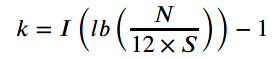 k = I ( lb ( N / 12 × S ) ) − 1